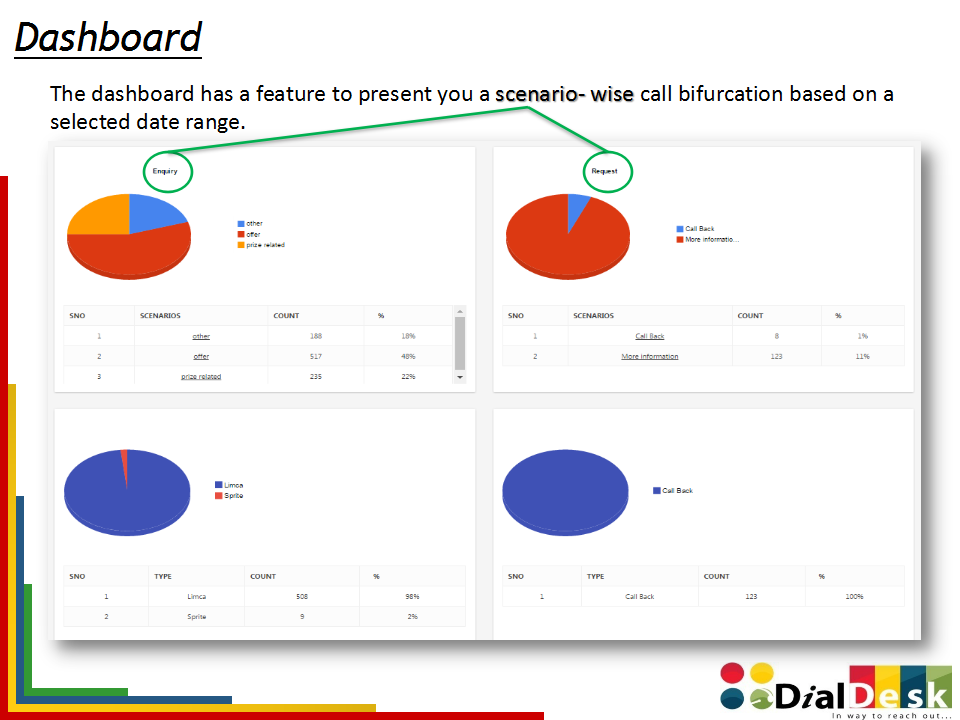 Dashboard
The dashboard has a feature to present you a scenario- wise call bifurcation based on a
selected date range.
Enquiry
other
offer
prize related
SNO SCENARIOS COUNT %
1 other 188 18%
2 offer 517 48%
3 prize related 235 22%
Request
Call Back
More informatio...
SNO SCENARIOS COUNT %
1 Call Back 8 1%
2 More information 123 11%
Limca
Sprite
SNO TYPE COUNT %
1 Limca 508 98%
2 Sprite 9 2%
Call Back
SNO TYPE COUNT %
1 Call Back 123 100%
DialDesk
In way to reach out...